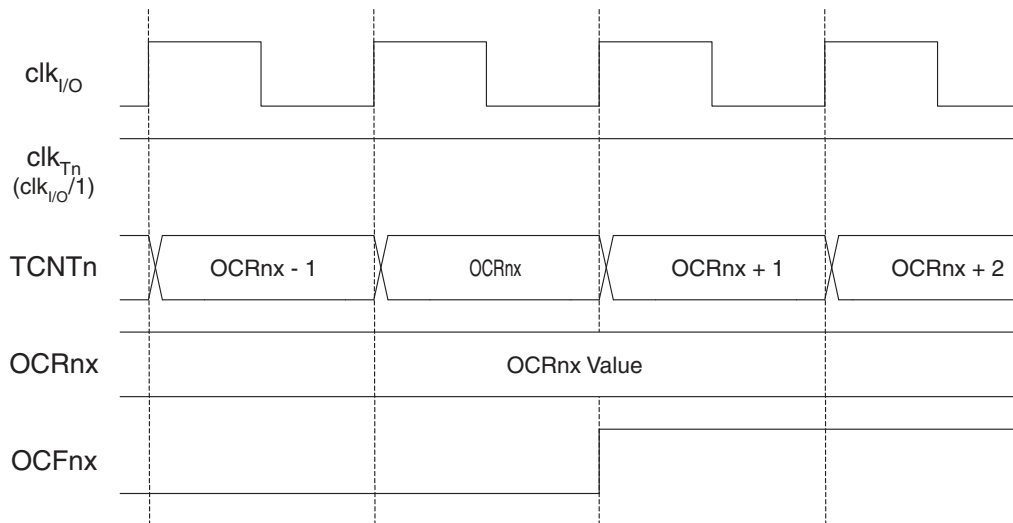 clkI/O
clkTn
(clkI/O/1)
TCNTn
OCRnx - 1
OCRnx
OCRnx + 1
OCRnx + 2
OCRnx
OCRnx Value
OCFnx